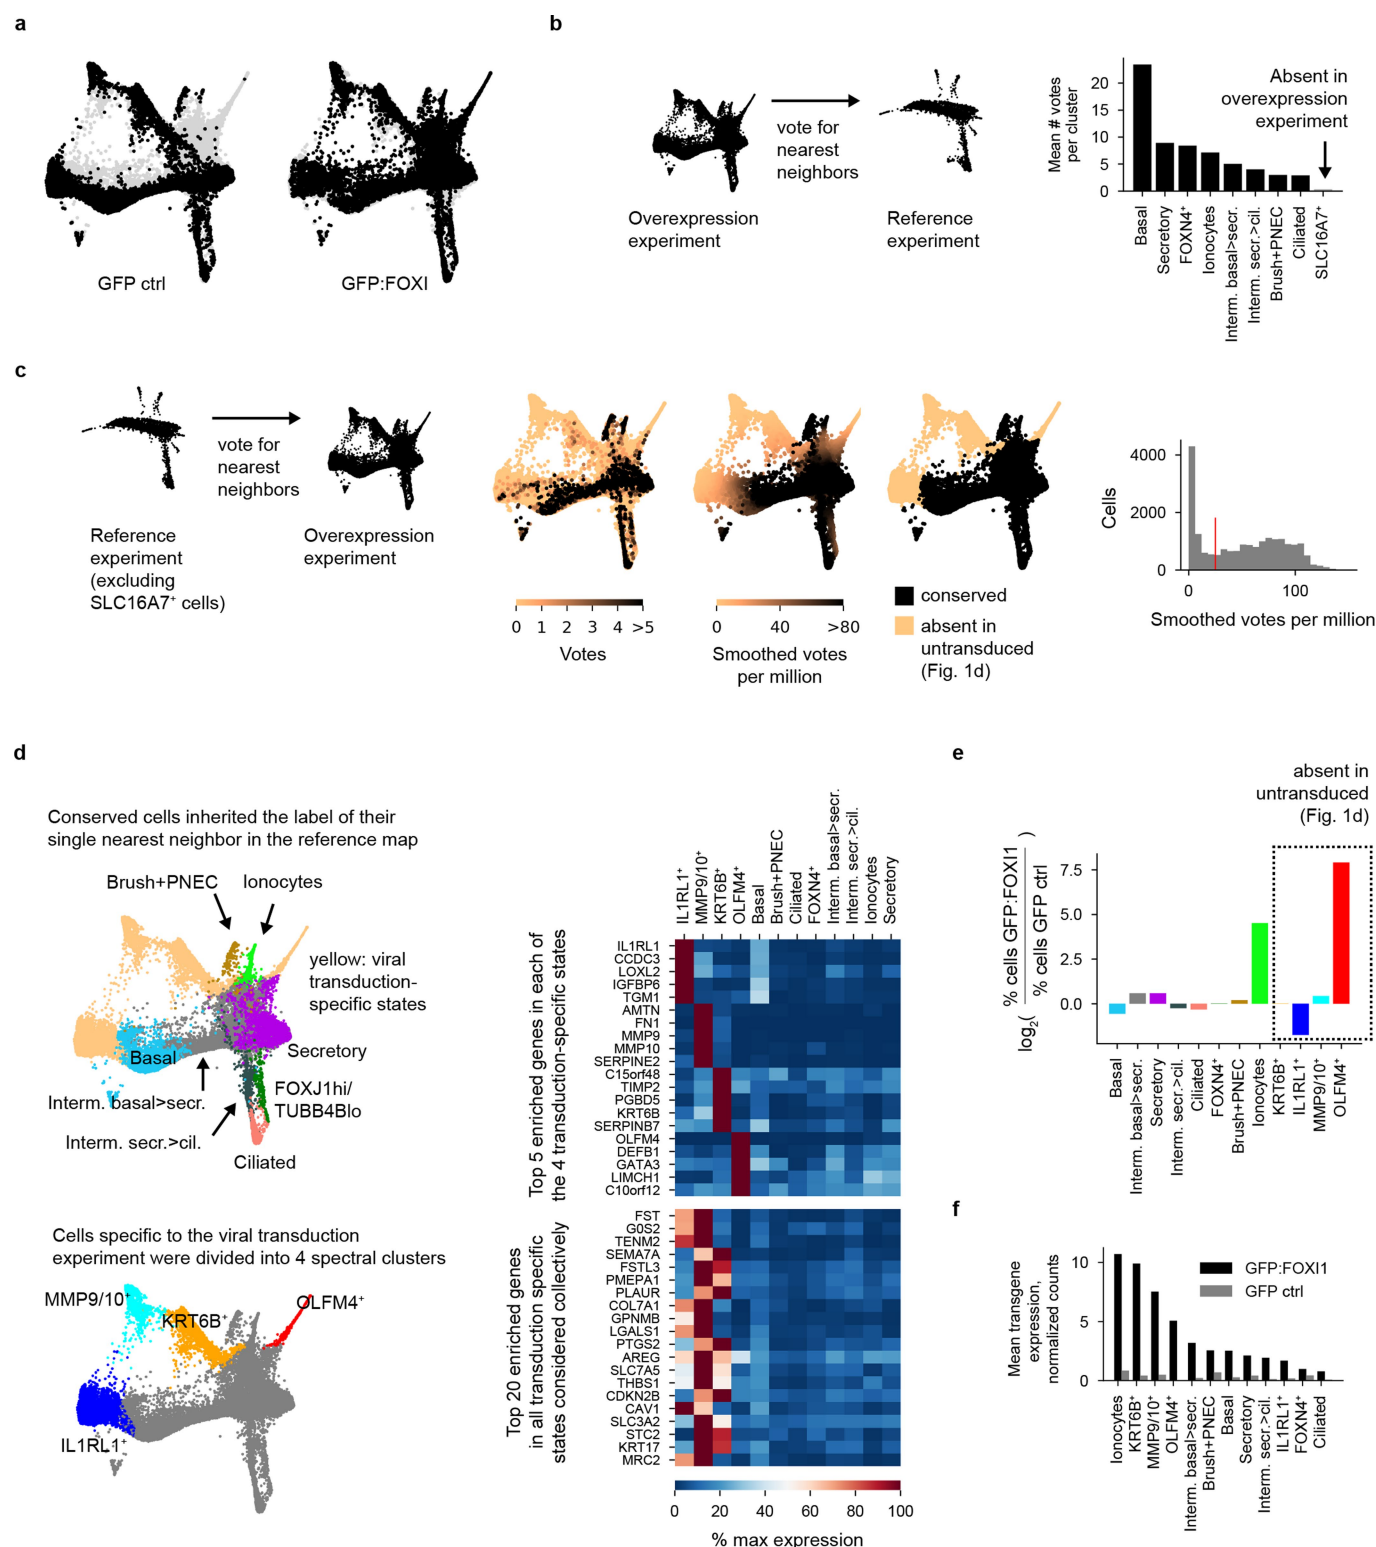 a
GFP ctrl
GFP:FOXI
b
vote for
nearest
neighbors
Overexpression
experiment
Reference
experiment
Mean # votes
per cluster
20
15
10
5
0
Absent in
overexpression
experiment
Basal
Secretory
FOXN4⁺
Ionocytes
Interm. basal>secr.
Interm. secr.>cil.
Brush+PNEC
Ciliated
SLC16A7⁺
c
vote for
nearest
neighbors
Reference
experiment
(excluding
SLC16A7⁺ cells)
Overexpression
experiment
0 1 2 3 4 >5
Votes
0 40 >80
Smoothed votes
per million
conserved
absent in
untransduced
(Fig. 1d)
Cells
4000
2000
0
0 100
Smoothed votes per million
d
Conserved cells inherited the label of their
single nearest neighbor in the reference map
Brush+PNEC
Ionocytes
yellow: viral
transduction-
specific states
Basal
Secretory
Interm. basal>secr.
FOXJ1hi/
TUBB4Blo
Interm. secr.>cil.
Ciliated
Cells specific to the viral transduction
experiment were divided into 4 spectral clusters
MMP9/10⁺
KRT6B⁺
OLFM4⁺
IL1RL1⁺
IL1RL1⁺
MMP9/10⁺
KRT6B⁺
OLFM4⁺
Basal
Brush+PNEC
Ciliated
FOXN4⁺
Interm. basal>secr.
Interm. secr.>cil.
Ionocytes
Secretory
Top 5 enriched genes in each of
the 4 transduction-specific states
IL1RL1
CCDC3
LOXL2
IGFBP6
TGM1
AMTN
FN1
MMP9
MMP10
SERPINE2
C15orf48
TIMP2
PGBD5
KRT6B
SERPINB7
OLFM4
DEFB1
GATA3
LIMCH1
C10orf12
Top 20 enriched genes
in all transduction specific
states considered collectively
FST
G0S2
TENM2
SEMA7A
FSTL3
PMEPA1
PLAUR
COL7A1
GPNMB
LGALS1
PTGS2
AREG
SLC7A5
THBS1
CDKN2B
CAV1
SLC3A2
STC2
KRT17
MRC2
0 20 40 60 80 100
% max expression
e
absent in
untransduced
(Fig. 1d)
log₂( % cells GFP:FOXI1 / % cells GFP ctrl )
7.5
5.0
2.5
0.0
Basal
Interm. basal>secr.
Secretory
Interm. secr.>cil.
Ciliated
FOXN4⁺
Brush+PNEC
Ionocytes
KRT6B⁺
IL1RL1⁺
MMP9/10⁺
OLFM4⁺
f
Mean transgene
expression,
normalized counts
10
5
0
GFP:FOXI1
GFP ctrl
Ionocytes
KRT6B⁺
MMP9/10⁺
OLFM4⁺
Interm. basal>secr.
Brush+PNEC
Basal
Secretory
Interm. secr.>cil.
IL1RL1⁺
FOXN4⁺
Ciliated